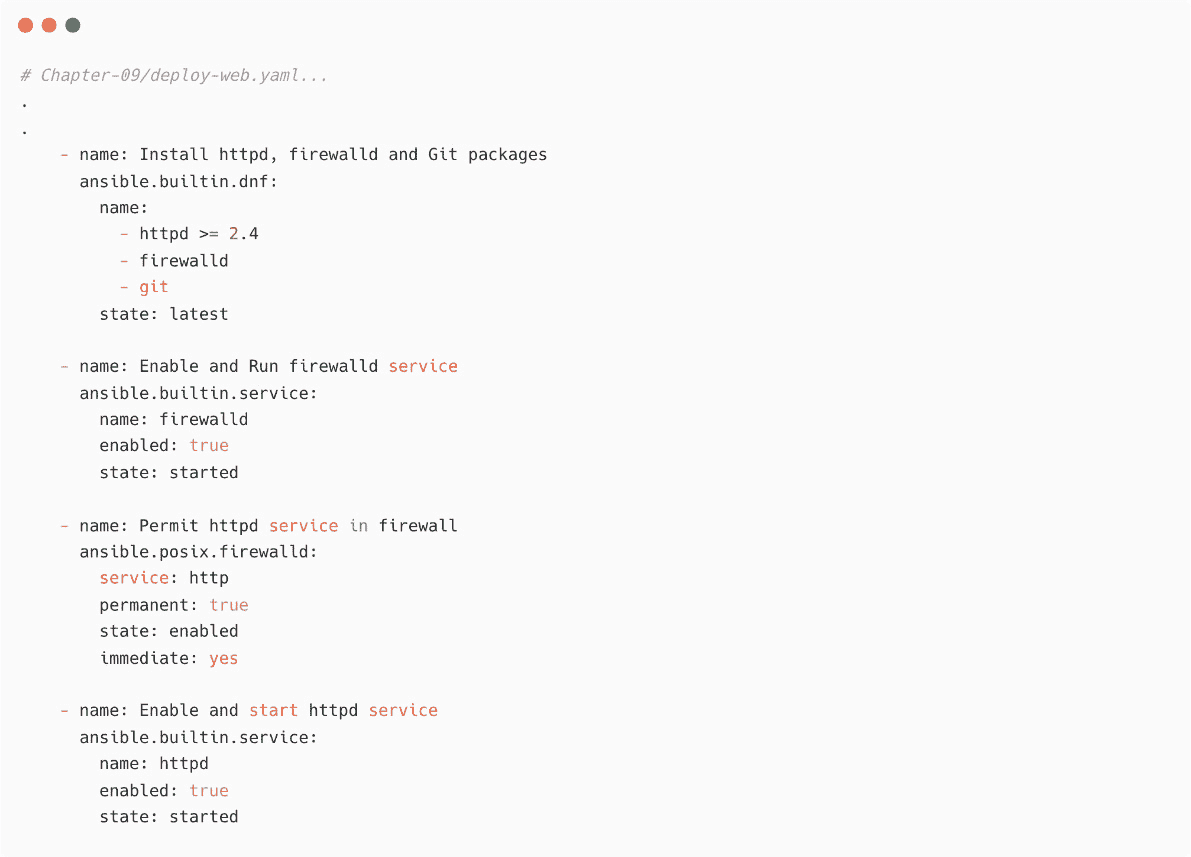 # Chapter-09/deploy-web.yaml...
.
.
    - name: Install httpd, firewalld and Git packages
      ansible.builtin.dnf:
        name:
          - httpd >= 2.4
          - firewalld
          - git
        state: latest

    - name: Enable and Run firewalld service
      ansible.builtin.service:
        name: firewalld
        enabled: true
        state: started

    - name: Permit httpd service in firewall
      ansible.posix.firewalld:
        service: http
        permanent: true
        state: enabled
        immediate: yes

    - name: Enable and start httpd service
      ansible.builtin.service:
        name: httpd
        enabled: true
        state: started